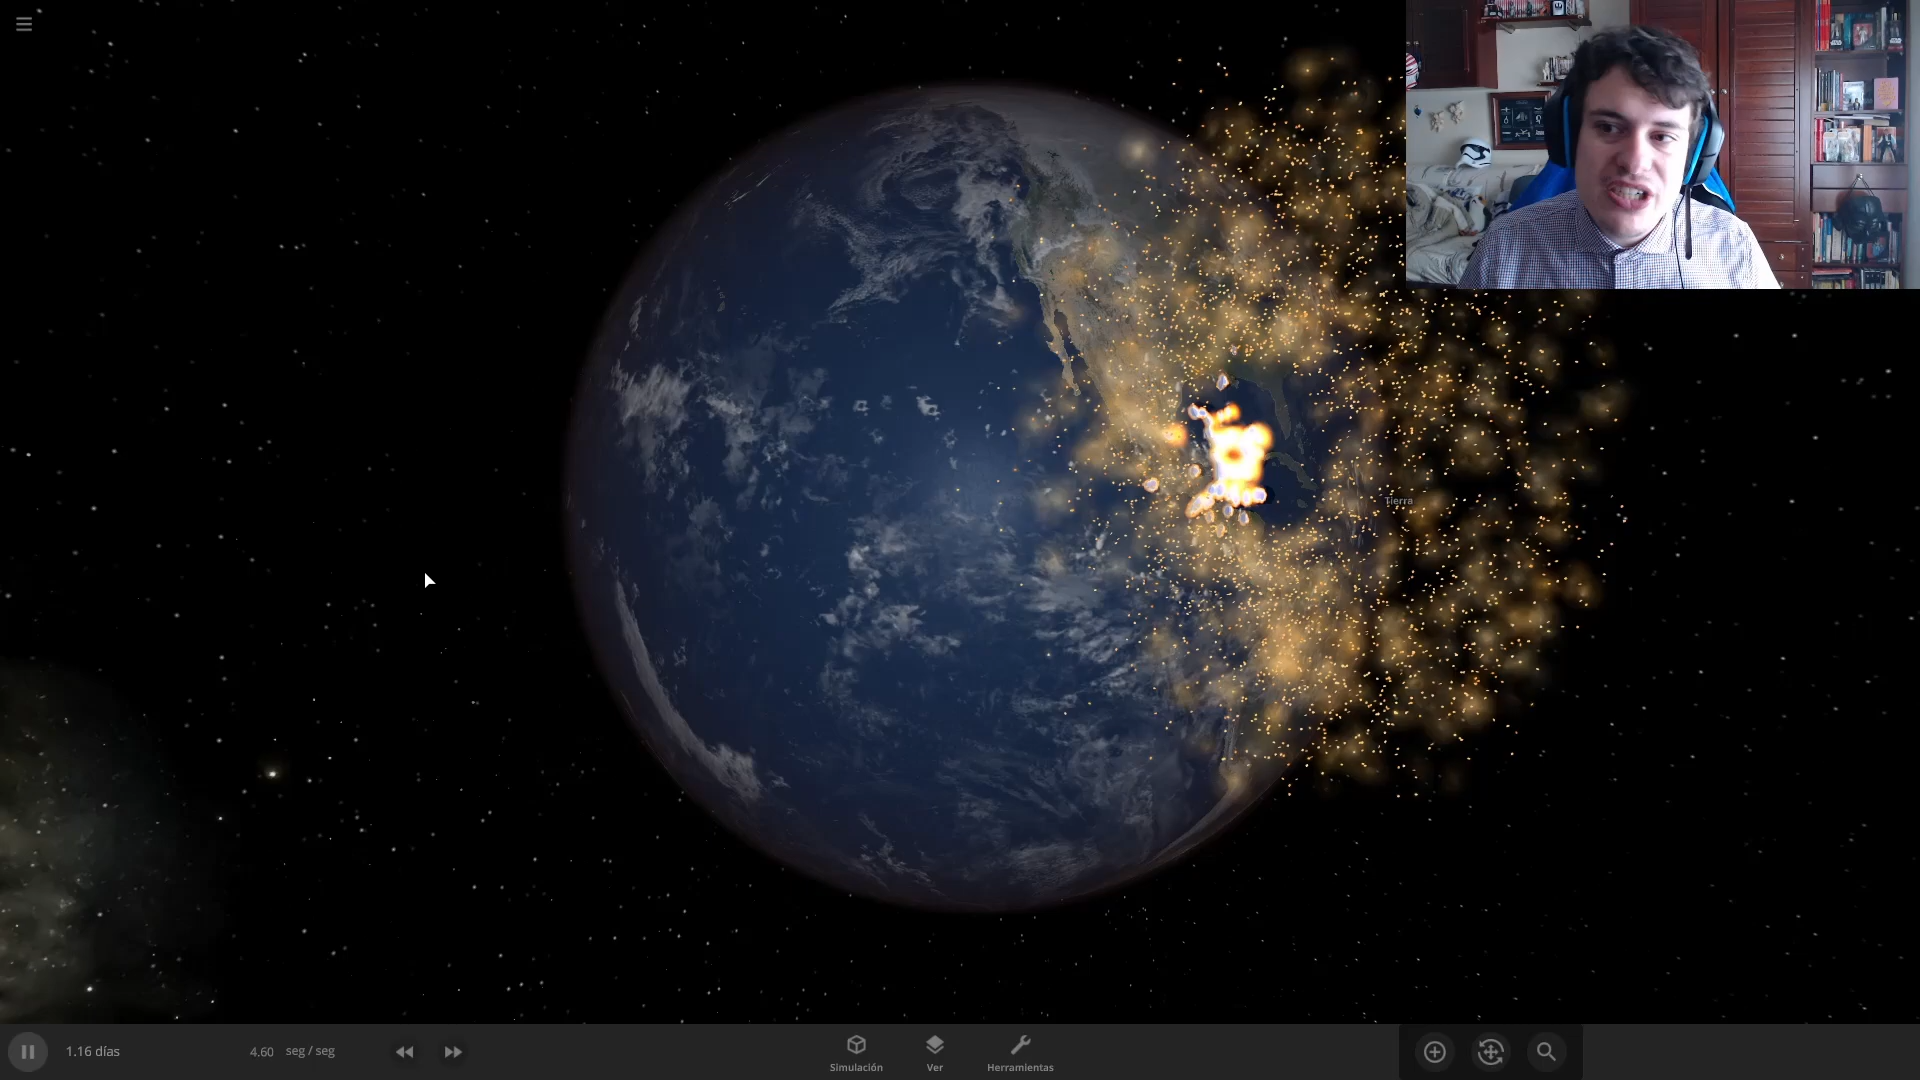 Tierra
1.16 días
4.60 seg / seg
Simulación
Ver
Herramientas